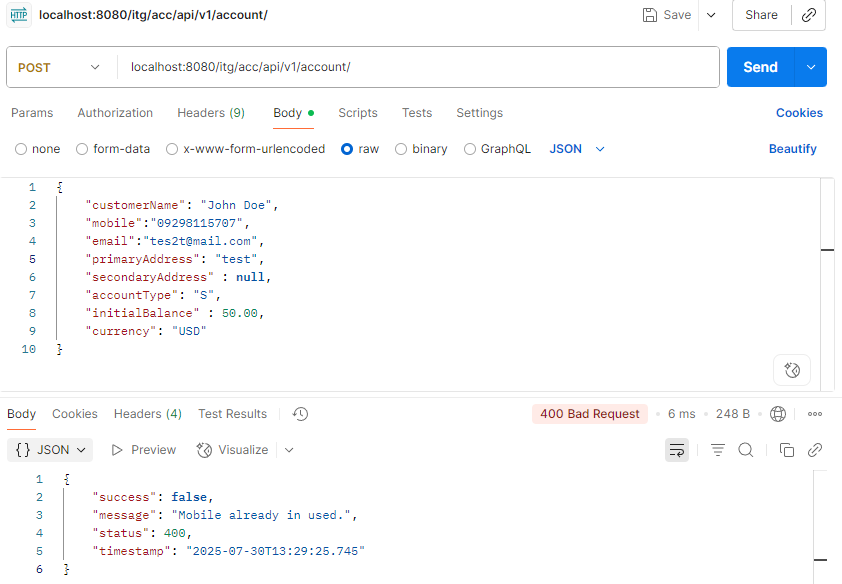 HTTP localhost:8080/itg/acc/api/v1/account/ Save Share
POST localhost:8080/itg/acc/api/v1/account/ Send
Params Authorization Headers (9) Body Scripts Tests Settings Cookies
none form-data x-www-form-urlencoded raw binary GraphQL JSON Beautify
1 {
2 "customerName": "John Doe",
3 "mobile":"09298115707",
4 "email":"tes2t@mail.com",
5 "primaryAddress": "test",
6 "secondaryAddress" : null,
7 "accountType": "S",
8 "initialBalance" : 50.00,
9 "currency": "USD"
10 }
Body Cookies Headers (4) Test Results 400 Bad Request 6 ms 248 B
{} JSON Preview Visualize
1 {
2 "success": false,
3 "message": "Mobile already in used.",
4 "status": 400,
5 "timestamp": "2025-07-30T13:29:25.745"
6 }